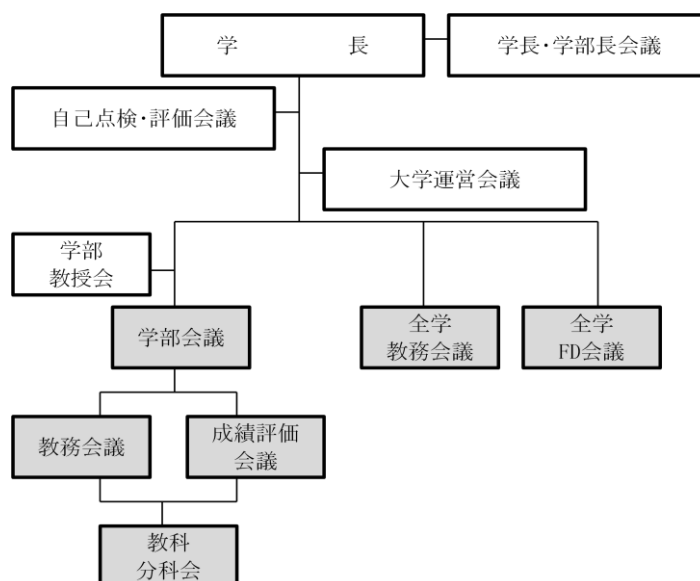 学　　　　　長
学長・学部長会議
自己点検・評価会議
大学運営会議
学部
教授会
学部会議
全学
教務会議
全学
FD会議
教務会議
成績評価
会議
教科
分科会